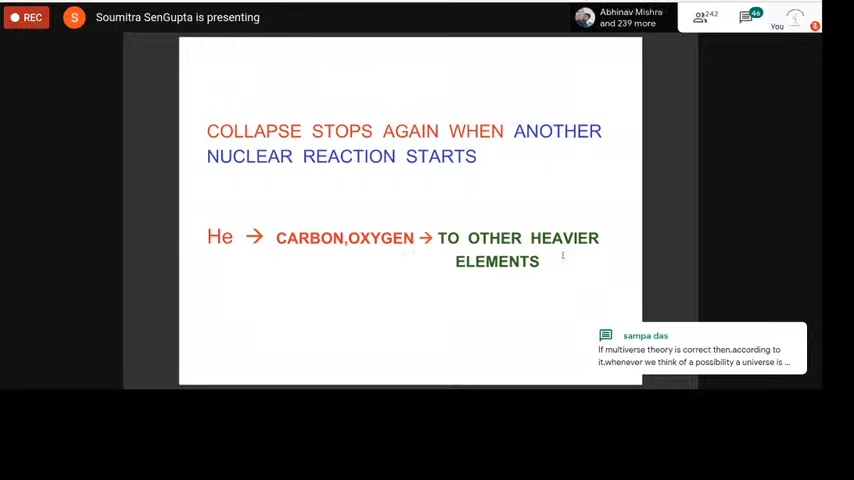 REC
S
Soumitra SenGupta is presenting
Abhinav Mishra
and 239 more
242
46
You
COLLAPSE STOPS AGAIN WHEN ANOTHER
NUCLEAR REACTION STARTS
He → CARBON,OXYGEN → TO OTHER HEAVIER
ELEMENTS
sampa das
If multiverse theory is correct then,according to
it,whenever we think of a possibility a universe is ...